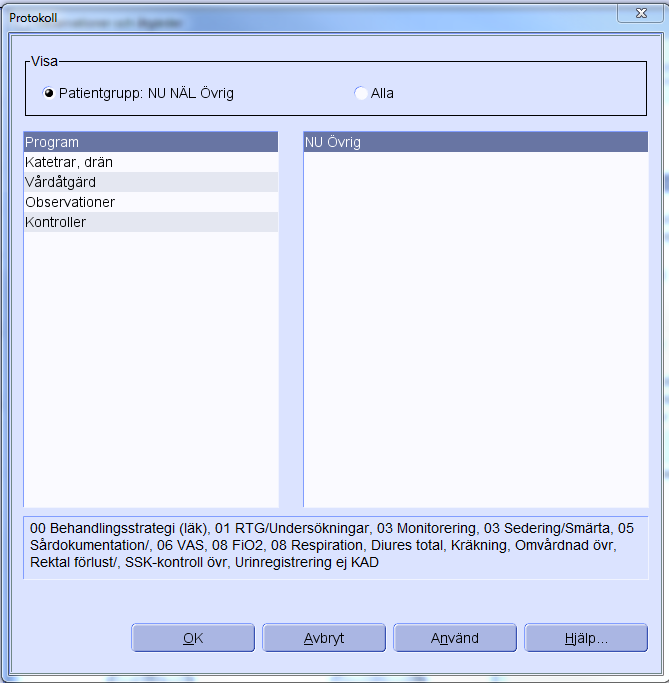 Protokoll
Visa
Patientgrupp: NU NÄL Övrig
Alla
Program
Katetrar, drän
Vårdåtgärd
Observationer
Kontroller
NU Övrig
00 Behandlingsstrategi (läk), 01 RTG/Undersökningar, 03 Monitorering, 03 Sedering/Smärta, 05
Sårdokumentation/, 06 VAS, 08 FiO2, 08 Respiration, Diures total, Kräkning, Omvårdnad övr,
Rektal förlust/, SSK-kontroll övr, Urinregistrering ej KAD
OK
Avbryt
Använd
Hjälp...